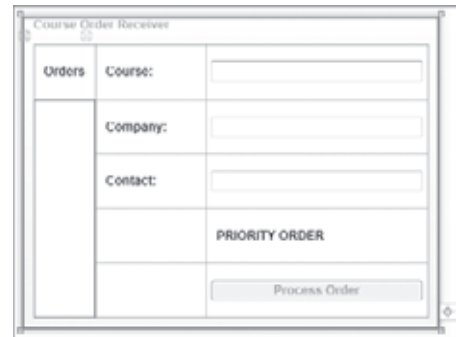 Course Order Receiver
Orders Course:
Company:
Contact:
PRIORITY ORDER
Process Order